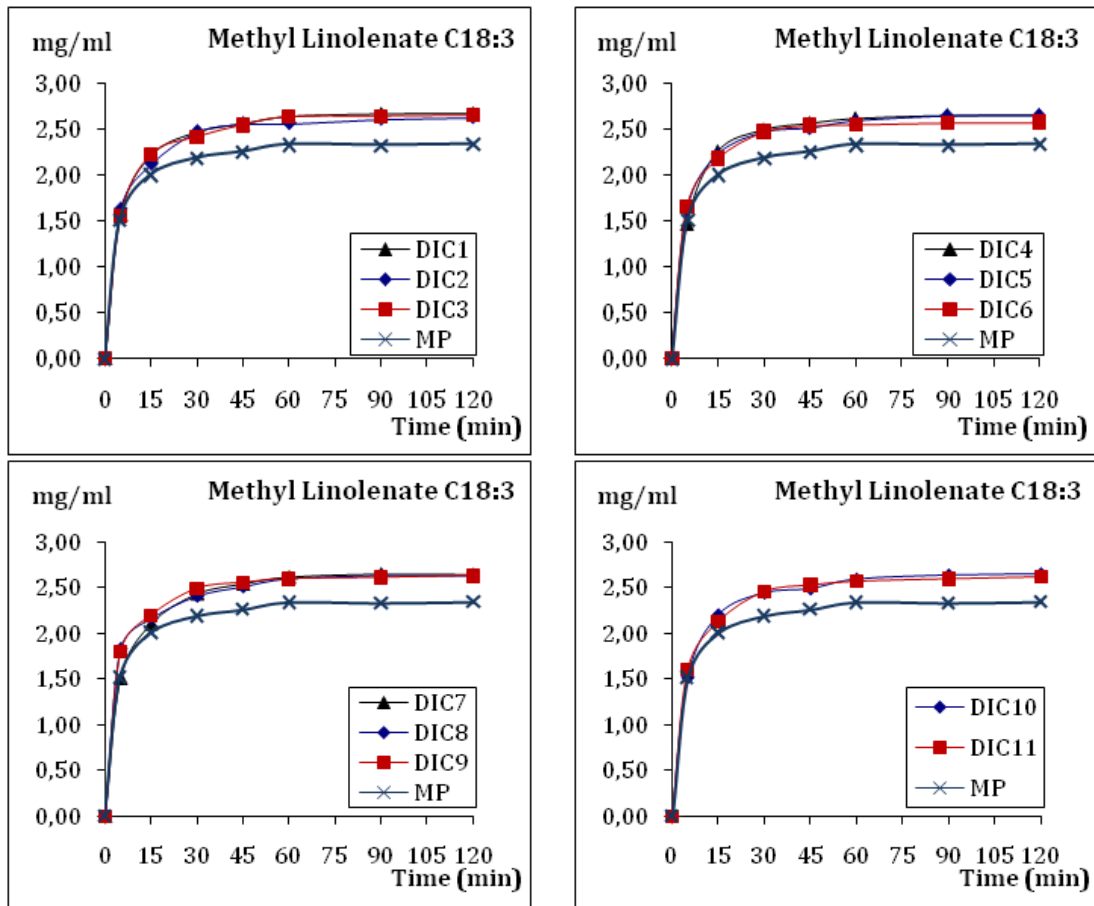 mg/ml Methyl Linolenate C18:3
3,00
2,50
2,00
1,50
1,00
0,50
0,00
DIC1
DIC2
DIC3
MP
0 15 30 45 60 75 90 105 120
Time (min)
mg/ml Methyl Linolenate C18:3
3,00
2,50
2,00
1,50
1,00
0,50
0,00
DIC4
DIC5
DIC6
MP
0 15 30 45 60 75 90 105 120
Time (min)
mg/ml Methyl Linolenate C18:3
3,00
2,50
2,00
1,50
1,00
0,50
0,00
DIC7
DIC8
DIC9
MP
0 15 30 45 60 75 90 105 120
Time (min)
mg/ml Methyl Linolenate C18:3
3,00
2,50
2,00
1,50
1,00
0,50
0,00
DIC10
DIC11
MP
0 15 30 45 60 75 90 105 120
Time (min)